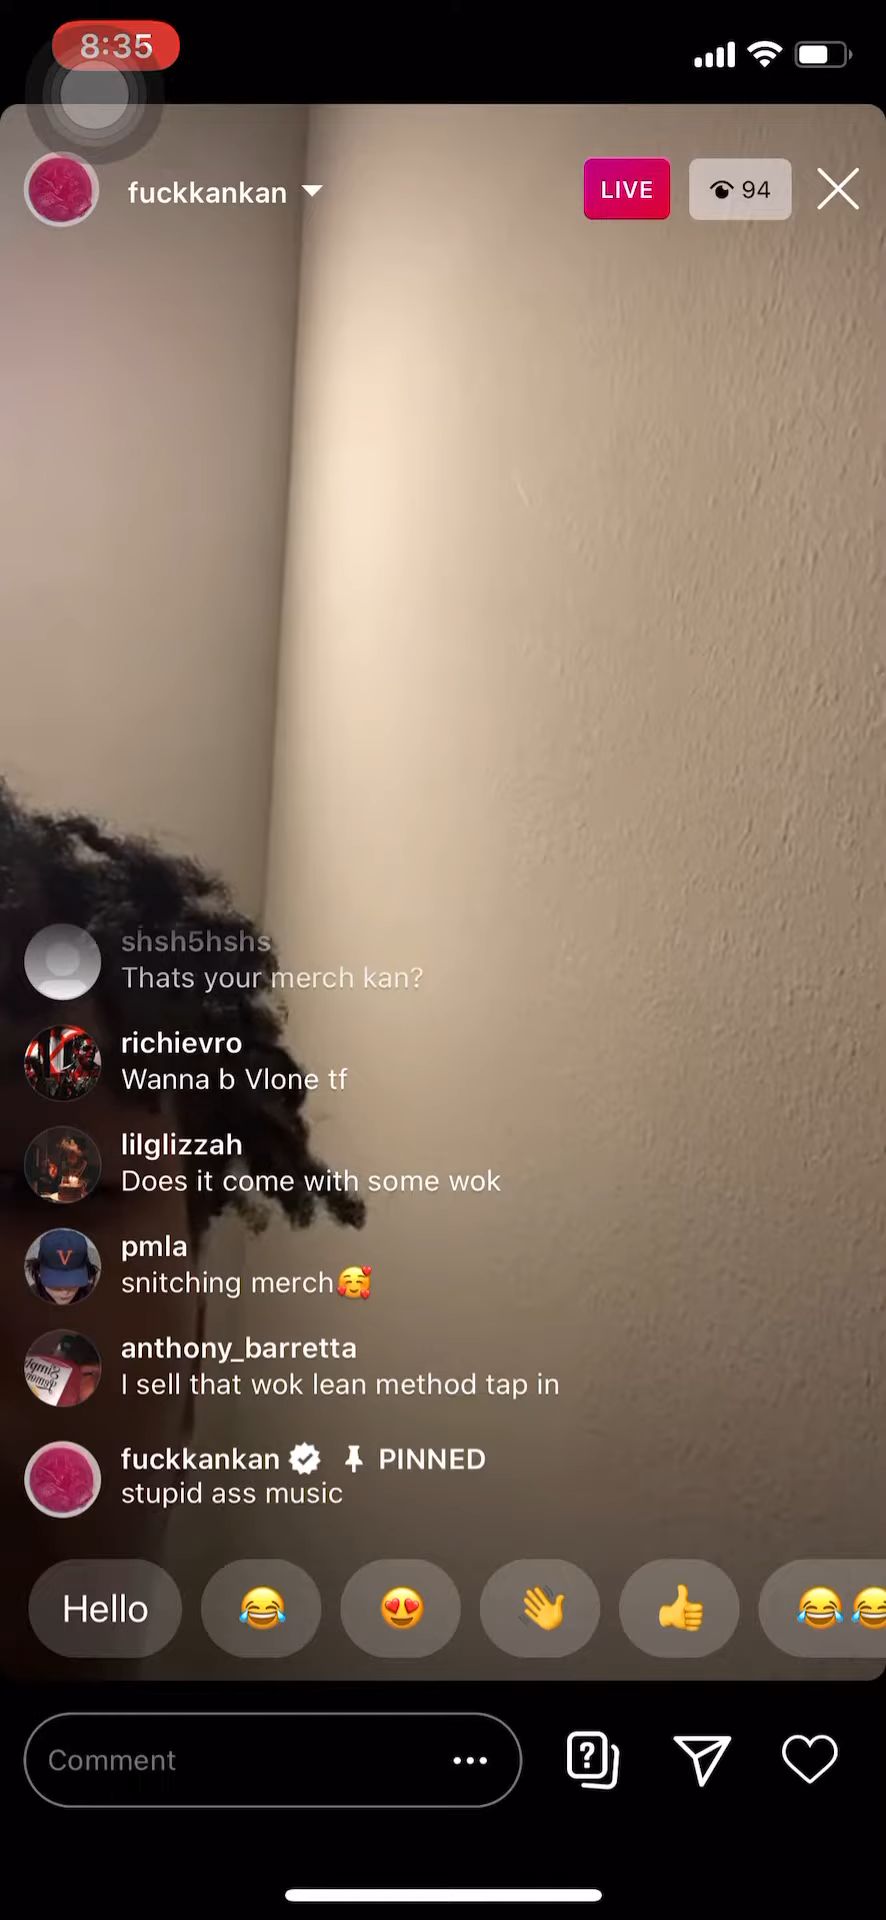 8:35
fuckkankan
LIVE
94
shsh5hshs
Thats your merch kan?
richievro
Wanna b Vlone tf
lilglizzah
Does it come with some wok
pmla
snitching merch🥰
anthony_barretta
I sell that wok lean method tap in
fuckkankan PINNED
stupid ass music
Hello 😂 😍 👋 👍 😂😂
Comment